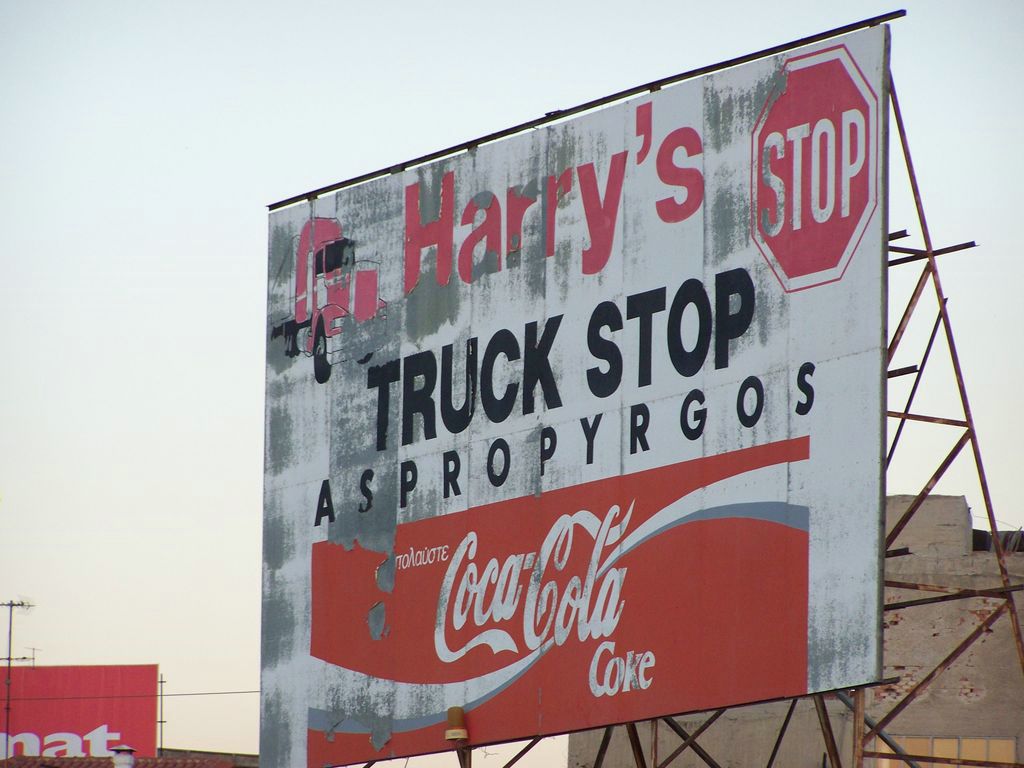 Harry's
STOP
TRUCK STOP
ASPROPYRGOS
πολαύστε
Coca-Cola
Coke
nat